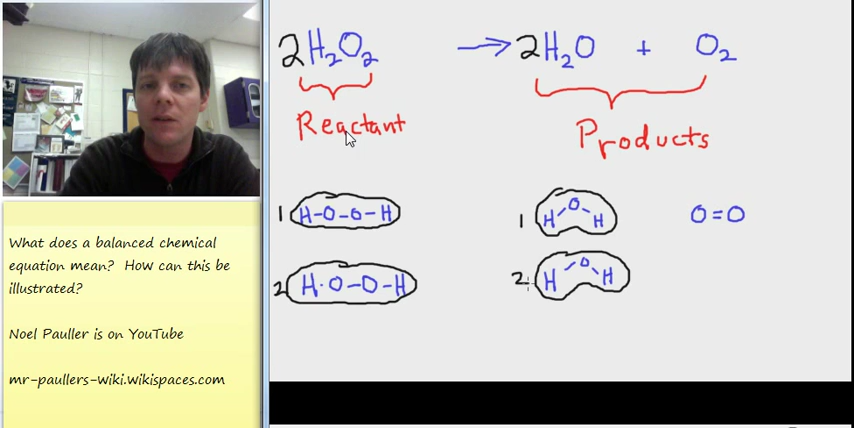 2H₂O₂ → 2H₂O + O₂
Reactant Products
1 H-O-O-H 1 H-O-H O=O
2 H·O-O-H 2 H-O-H
What does a balanced chemical
equation mean? How can this be
illustrated?
Noel Pauller is on YouTube
mr-paullers-wiki.wikispaces.com